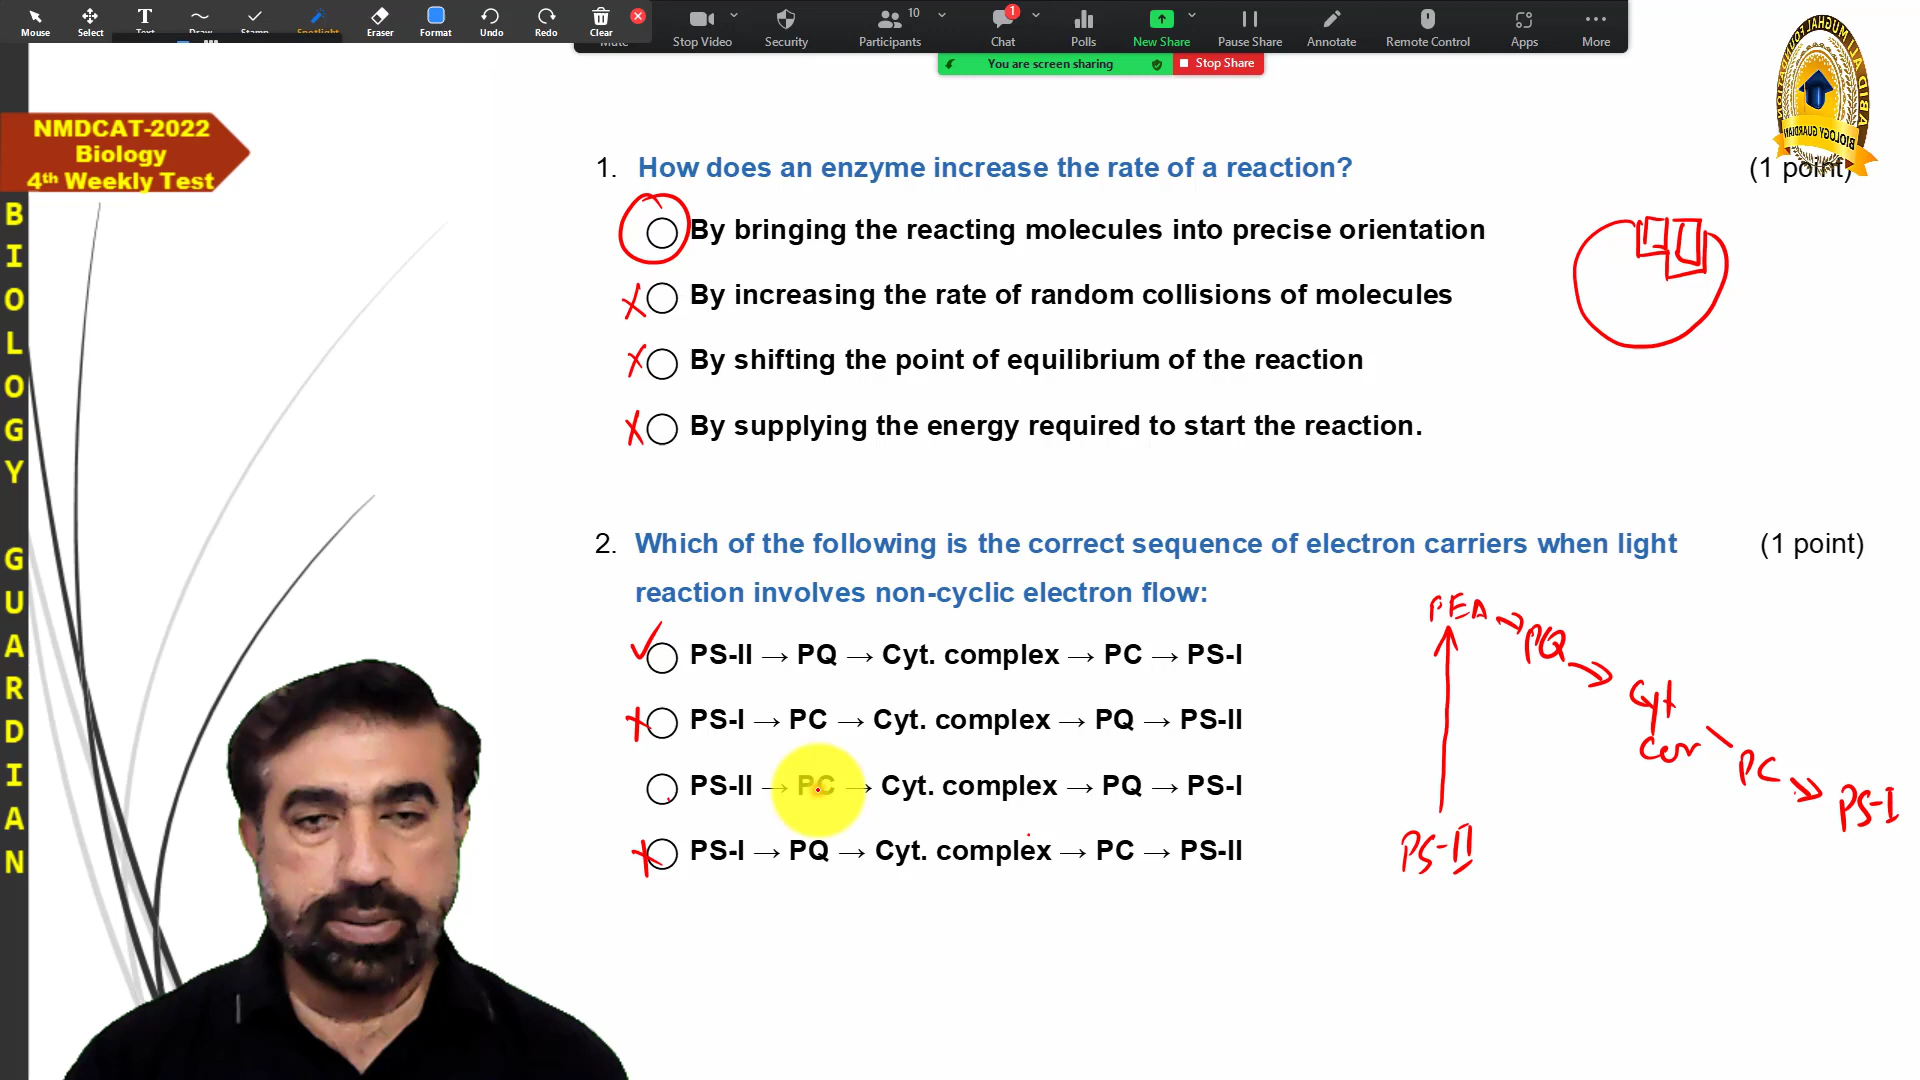 Mouse Select Text Draw Stamp Spotlight Eraser Format Undo Redo Clear
Mute Stop Video Security Participants 10 Chat 1 Polls New Share Pause Share Annotate Remote Control Apps More
You are screen sharing Stop Share
NMDCAT-2022
Biology
4th Weekly Test
BIOLOGY GUARDIAN
1. How does an enzyme increase the rate of a reaction? (1 point)
By bringing the reacting molecules into precise orientation
By increasing the rate of random collisions of molecules
By shifting the point of equilibrium of the reaction
By supplying the energy required to start the reaction.
2. Which of the following is the correct sequence of electron carriers when light (1 point)
reaction involves non-cyclic electron flow:
PS-II → PQ → Cyt. complex → PC → PS-I
PS-I → PC → Cyt. complex → PQ → PS-II
PS-II → PC → Cyt. complex → PQ → PS-I
PS-I → PQ → Cyt. complex → PC → PS-II
PEA → PQ
→ Cyt
PC → PS-I
PS-II